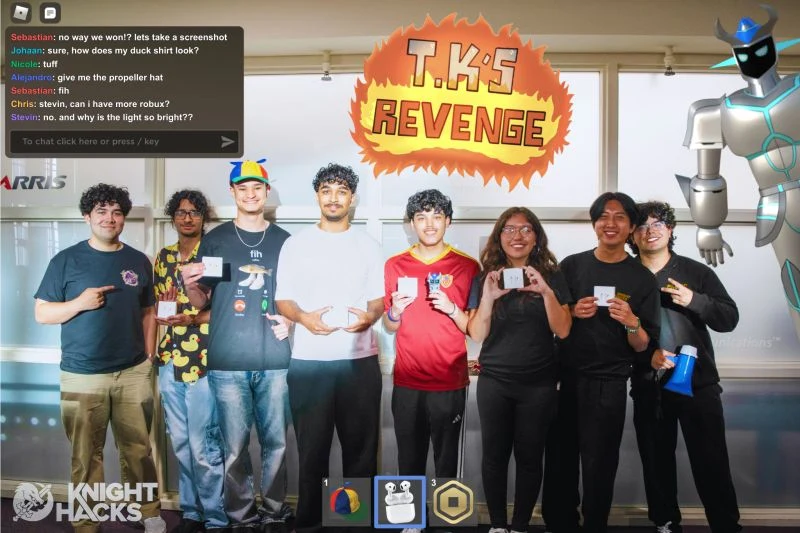 Sebastian: no way we won!? lets take a screenshot
Johaan: sure, how does my duck shirt look?
Nicole: tuff
Alejandro: give me the propeller hat
Sebastian: fih
Chris: stevin, can i have more robux?
Stevin: no. and why is the light so bright??
To chat click here or press / key
T.K'S
REVENGE
ARRIS
fih
1
3
KNIGHT
HACKS